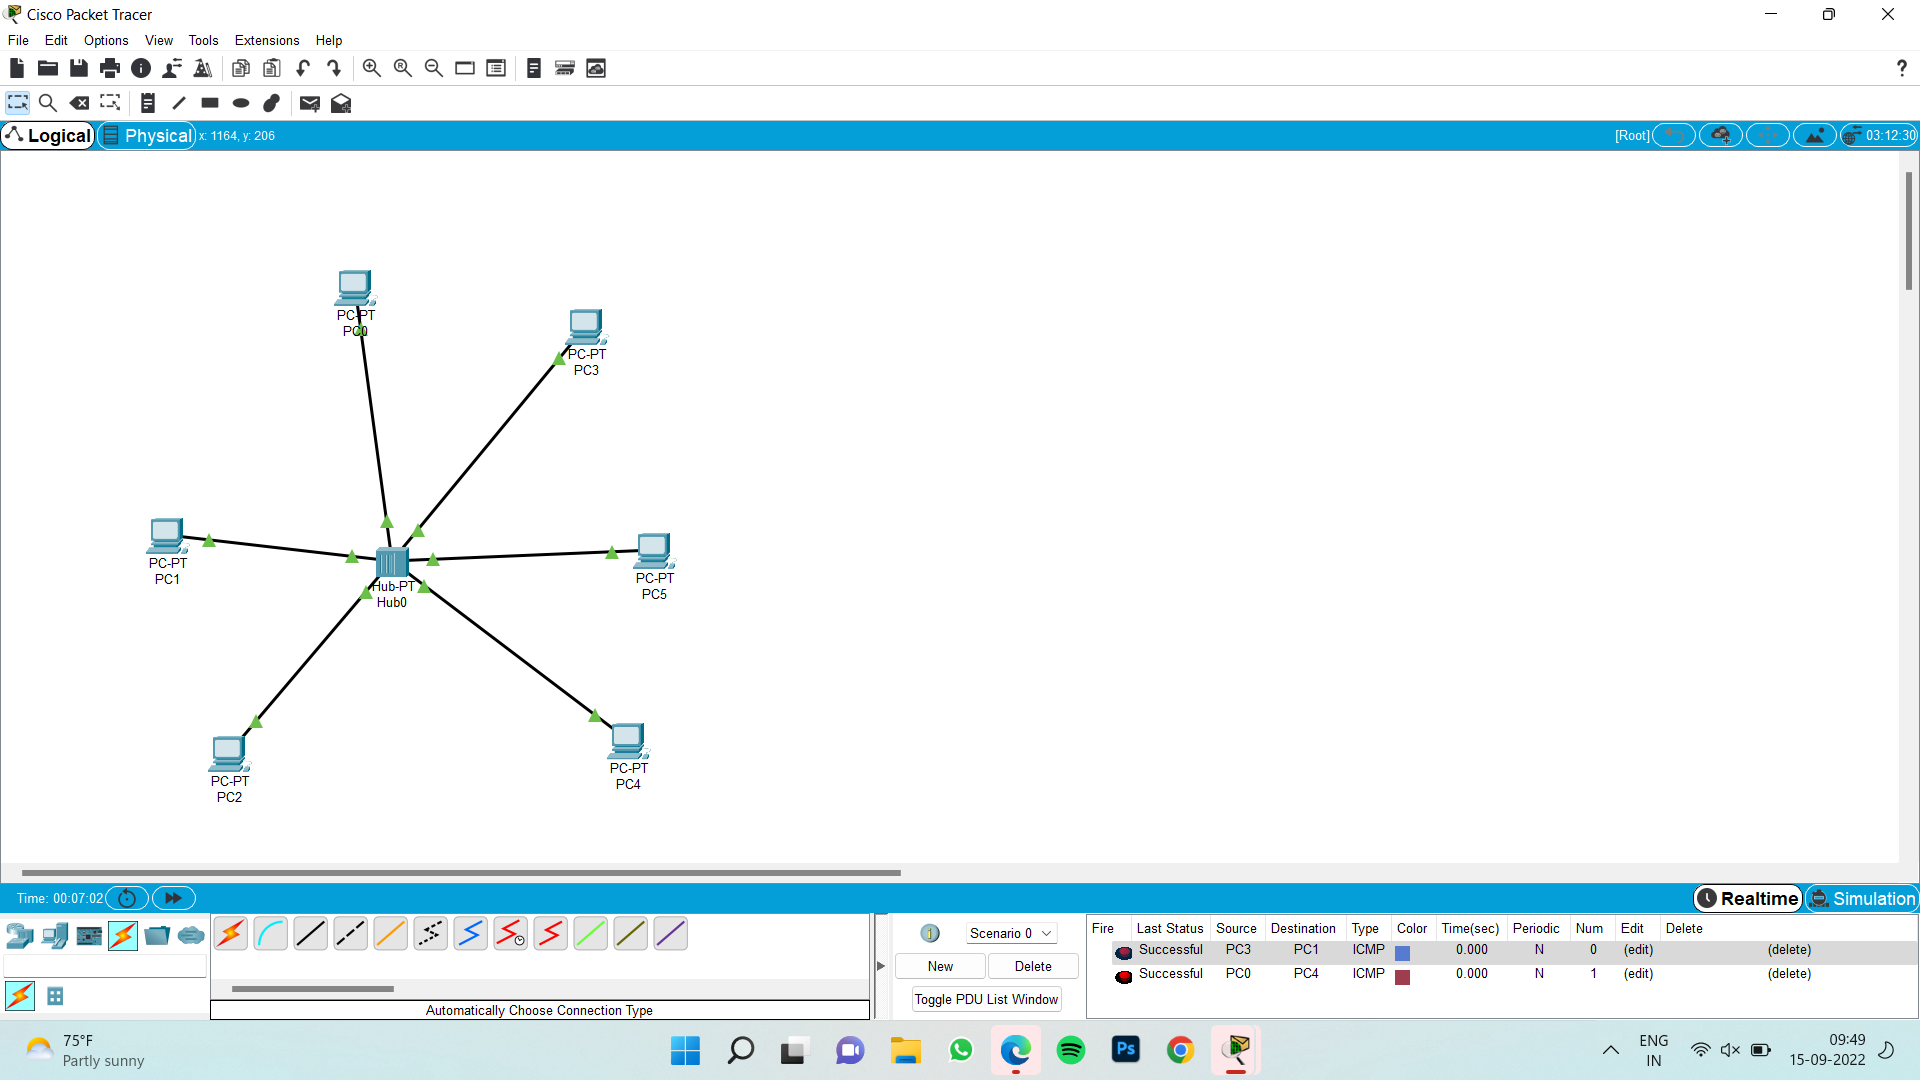 Cisco Packet Tracer
File Edit Options View Tools Extensions Help
?
Logical Physical x: 1164, y: 206 [Root] 03:12:30
PC-PT
PC0
PC-PT
PC3
PC-PT
PC1
PC-PT
PC5
Hub-PT
Hub0
PC-PT
PC4
PC-PT
PC2
Time: 00:07:02 Realtime Simulation
Scenario 0
New Delete
Toggle PDU List Window
Automatically Choose Connection Type
Fire Last Status Source Destination Type Color Time(sec) Periodic Num Edit Delete
Successful PC3 PC1 ICMP 0.000 N 0 (edit) (delete)
Successful PC0 PC4 ICMP 0.000 N 1 (edit) (delete)
75°F
Partly sunny
Ps
ENG
IN
09:49
15-09-2022